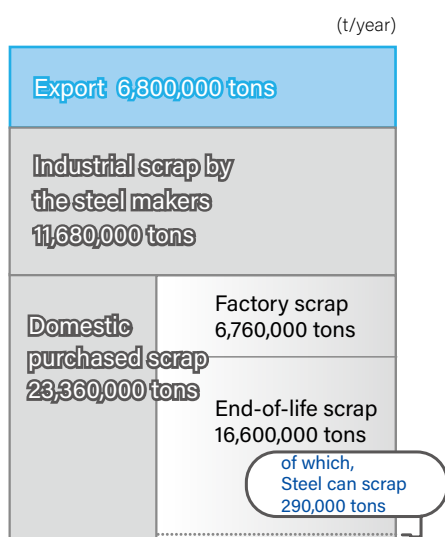 (t/year)
Export 6,800,000 tons
Industrial scrap by
the steel makers
11,680,000 tons
Domestic
purchased scrap
23,360,000 tons
Factory scrap
6,760,000 tons
End-of-life scrap
16,600,000 tons
of which,
Steel can scrap
290,000 tons